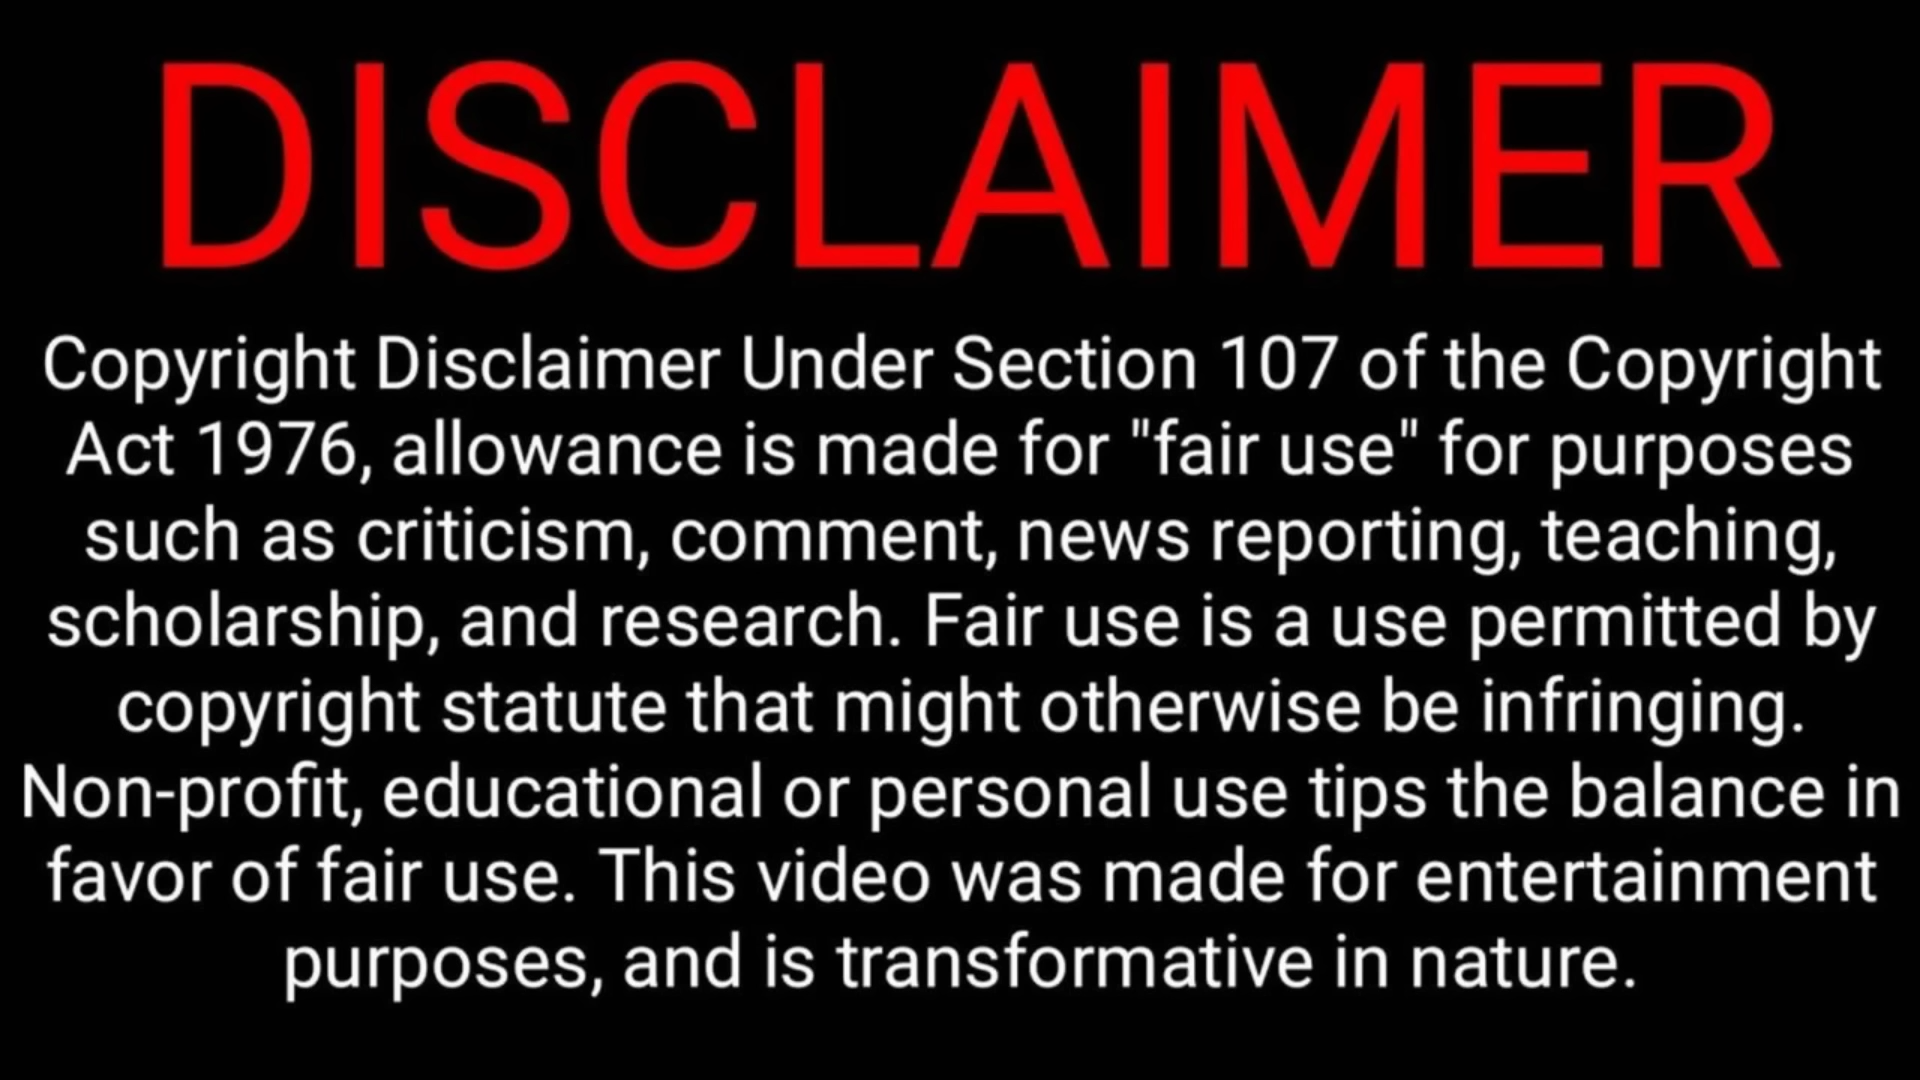 DISCLAIMER
Copyright Disclaimer Under Section 107 of the Copyright
Act 1976, allowance is made for "fair use" for purposes
such as criticism, comment, news reporting, teaching,
scholarship, and research. Fair use is a use permitted by
copyright statute that might otherwise be infringing.
Non-profit, educational or personal use tips the balance in
favor of fair use. This video was made for entertainment
purposes, and is transformative in nature.